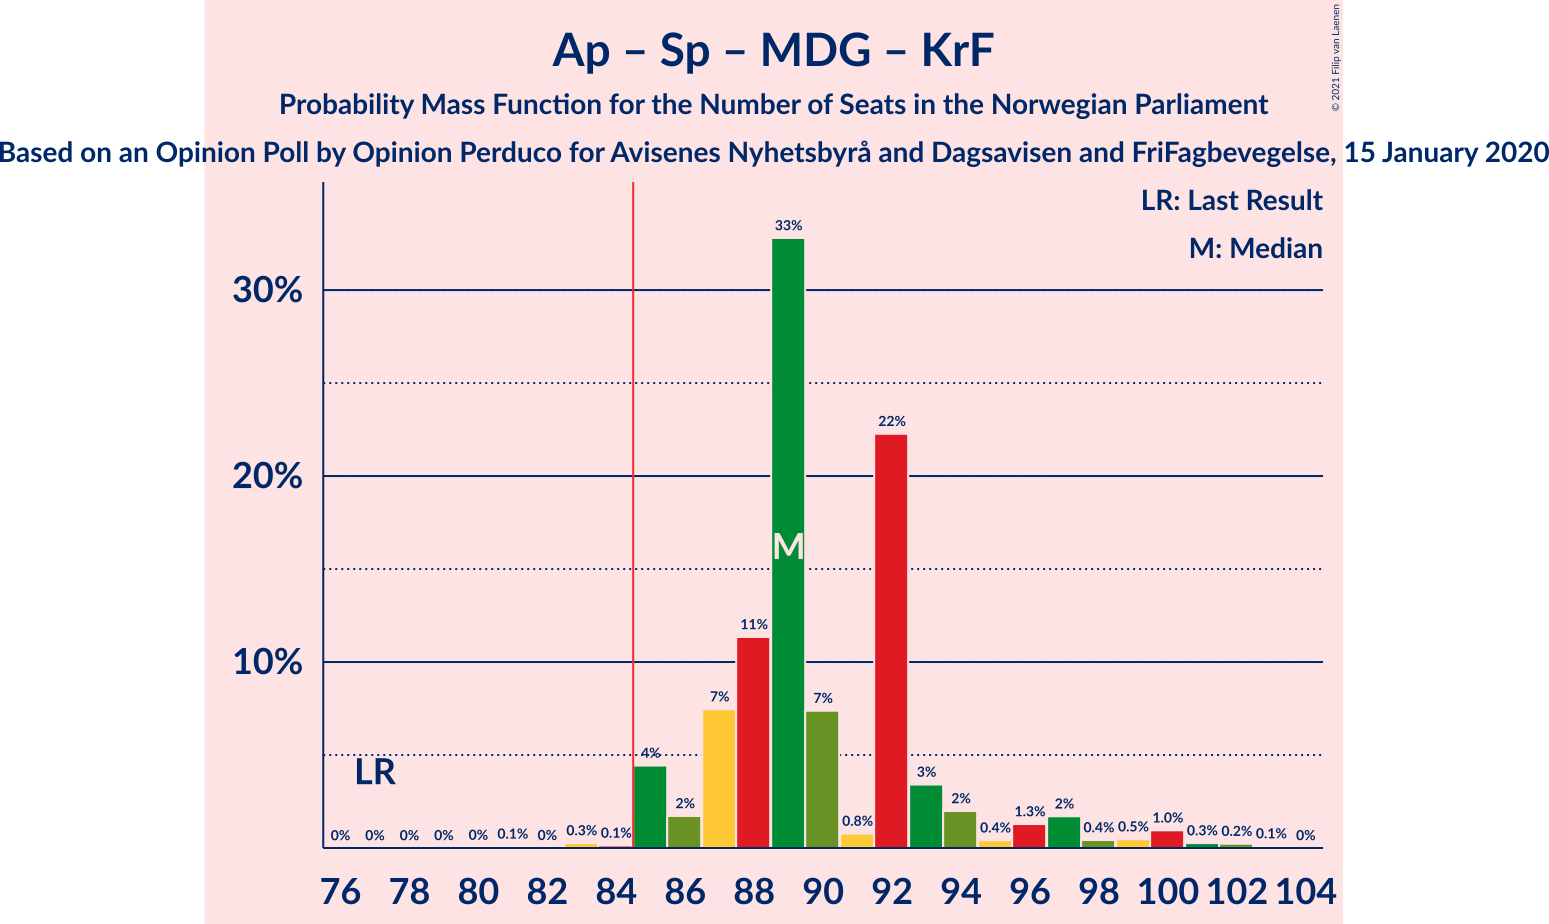 Ap – Sp – MDG – KrF
© 2021 Filip van Laenen
Probability Mass Function for the Number of Seats in the Norwegian Parliament
Based on an Opinion Poll by Opinion Perduco for Avisenes Nyhetsbyrå and Dagsavisen and FriFagbevegelse, 15 January 2020
LR: Last Result
M: Median
30%
20%
10%
LR
M
0% 0% 0% 0% 0% 0.1% 0% 0.3% 0.1% 4% 2% 7% 11% 33% 7% 0.8% 22% 3% 2% 0.4% 1.3% 2% 0.4% 0.5% 1.0% 0.3% 0.2% 0.1% 0%
76 78 80 82 84 86 88 90 92 94 96 98 100 102 104